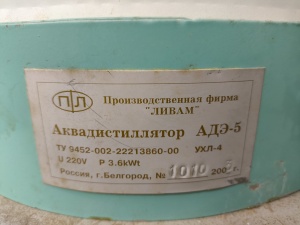 ПЛ
Производственная фирма
"ЛИВАМ"
Аквадистиллятор АДЭ-5
ТУ 9452-002-22213860-00 УХЛ-4
U 220V P 3.6kWt
Россия, г.Белгород, № 1010 2005г.